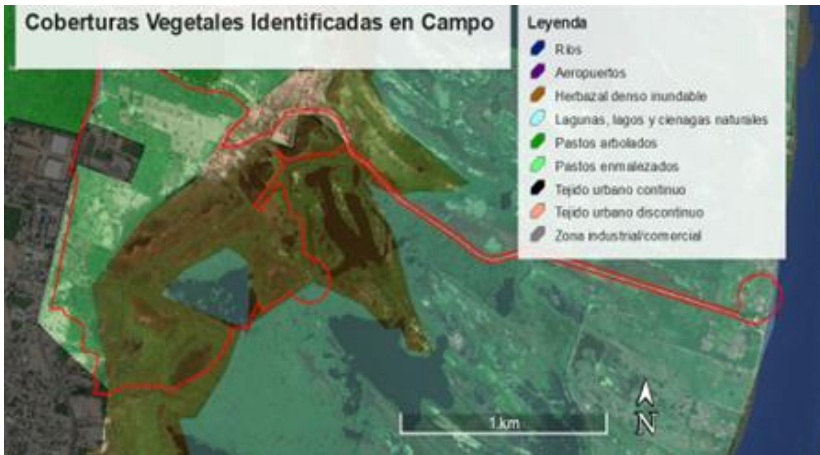 Coberturas Vegetales Identificadas en Campo
Leyenda
Ríos
Aeropuertos
Herbazal denso inundable
Lagunas, lagos y cienagas naturales
Pastos arbolados
Pastos enmalezados
Tejido urbano continuo
Tejido urbano discontinuo
Zona industrial/comercial
1 km
N